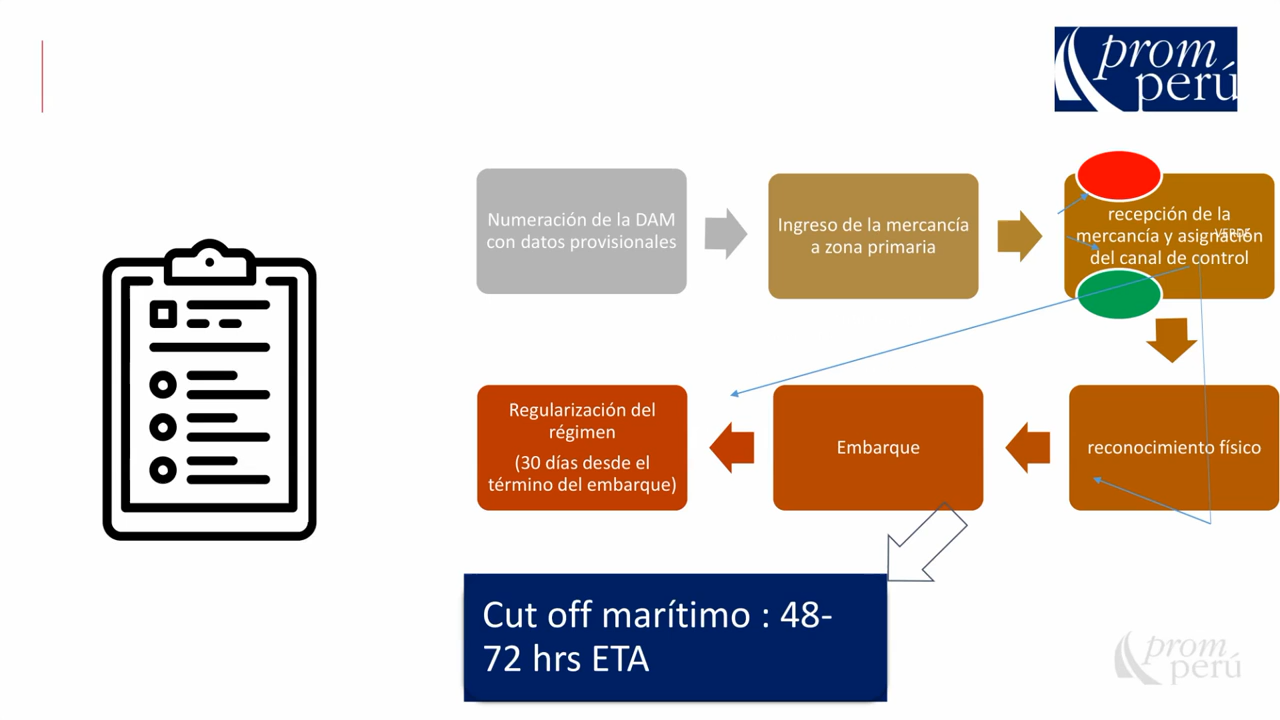 prom
perú
Numeración de la DAM
con datos provisionales
Ingreso de la mercancía
a zona primaria
recepción de la
mercancía y asignación
del canal de control
VERDE
Regularización del
régimen
(30 días desde el
término del embarque)
Embarque
reconocimiento físico
Cut off marítimo : 48-
72 hrs ETA
prom
perú